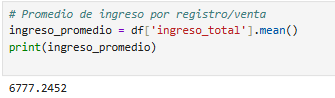 # Promedio de ingreso por registro/venta
ingreso_promedio = df['ingreso_total'].mean()
print(ingreso_promedio)
6777.2452